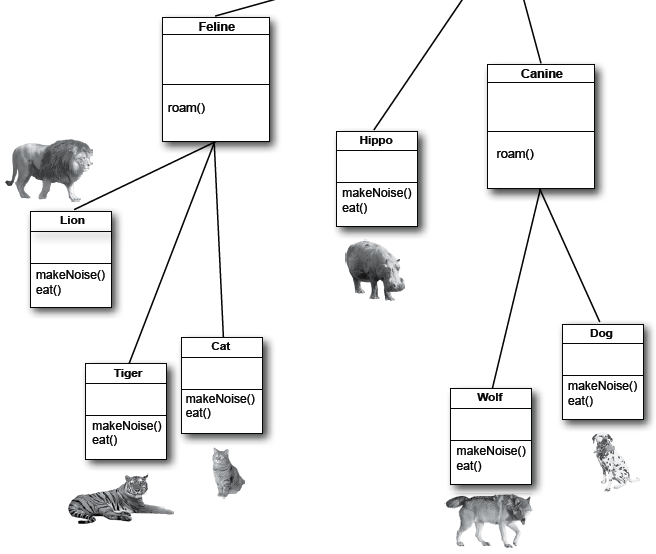 Feline
roam()
Canine
roam()
Hippo
makeNoise()
eat()
Lion
makeNoise()
eat()
Tiger
makeNoise()
eat()
Cat
makeNoise()
eat()
Wolf
makeNoise()
eat()
Dog
makeNoise()
eat()